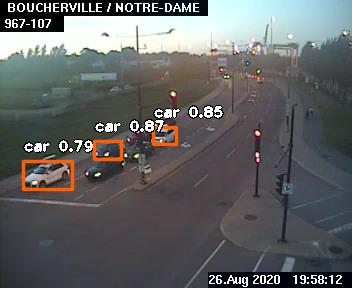 BOUCHERVILLE / NOTRE-DAME
967-107
car 0.85
car 0.87
car 0.79
26.Aug 2020 19:58:12